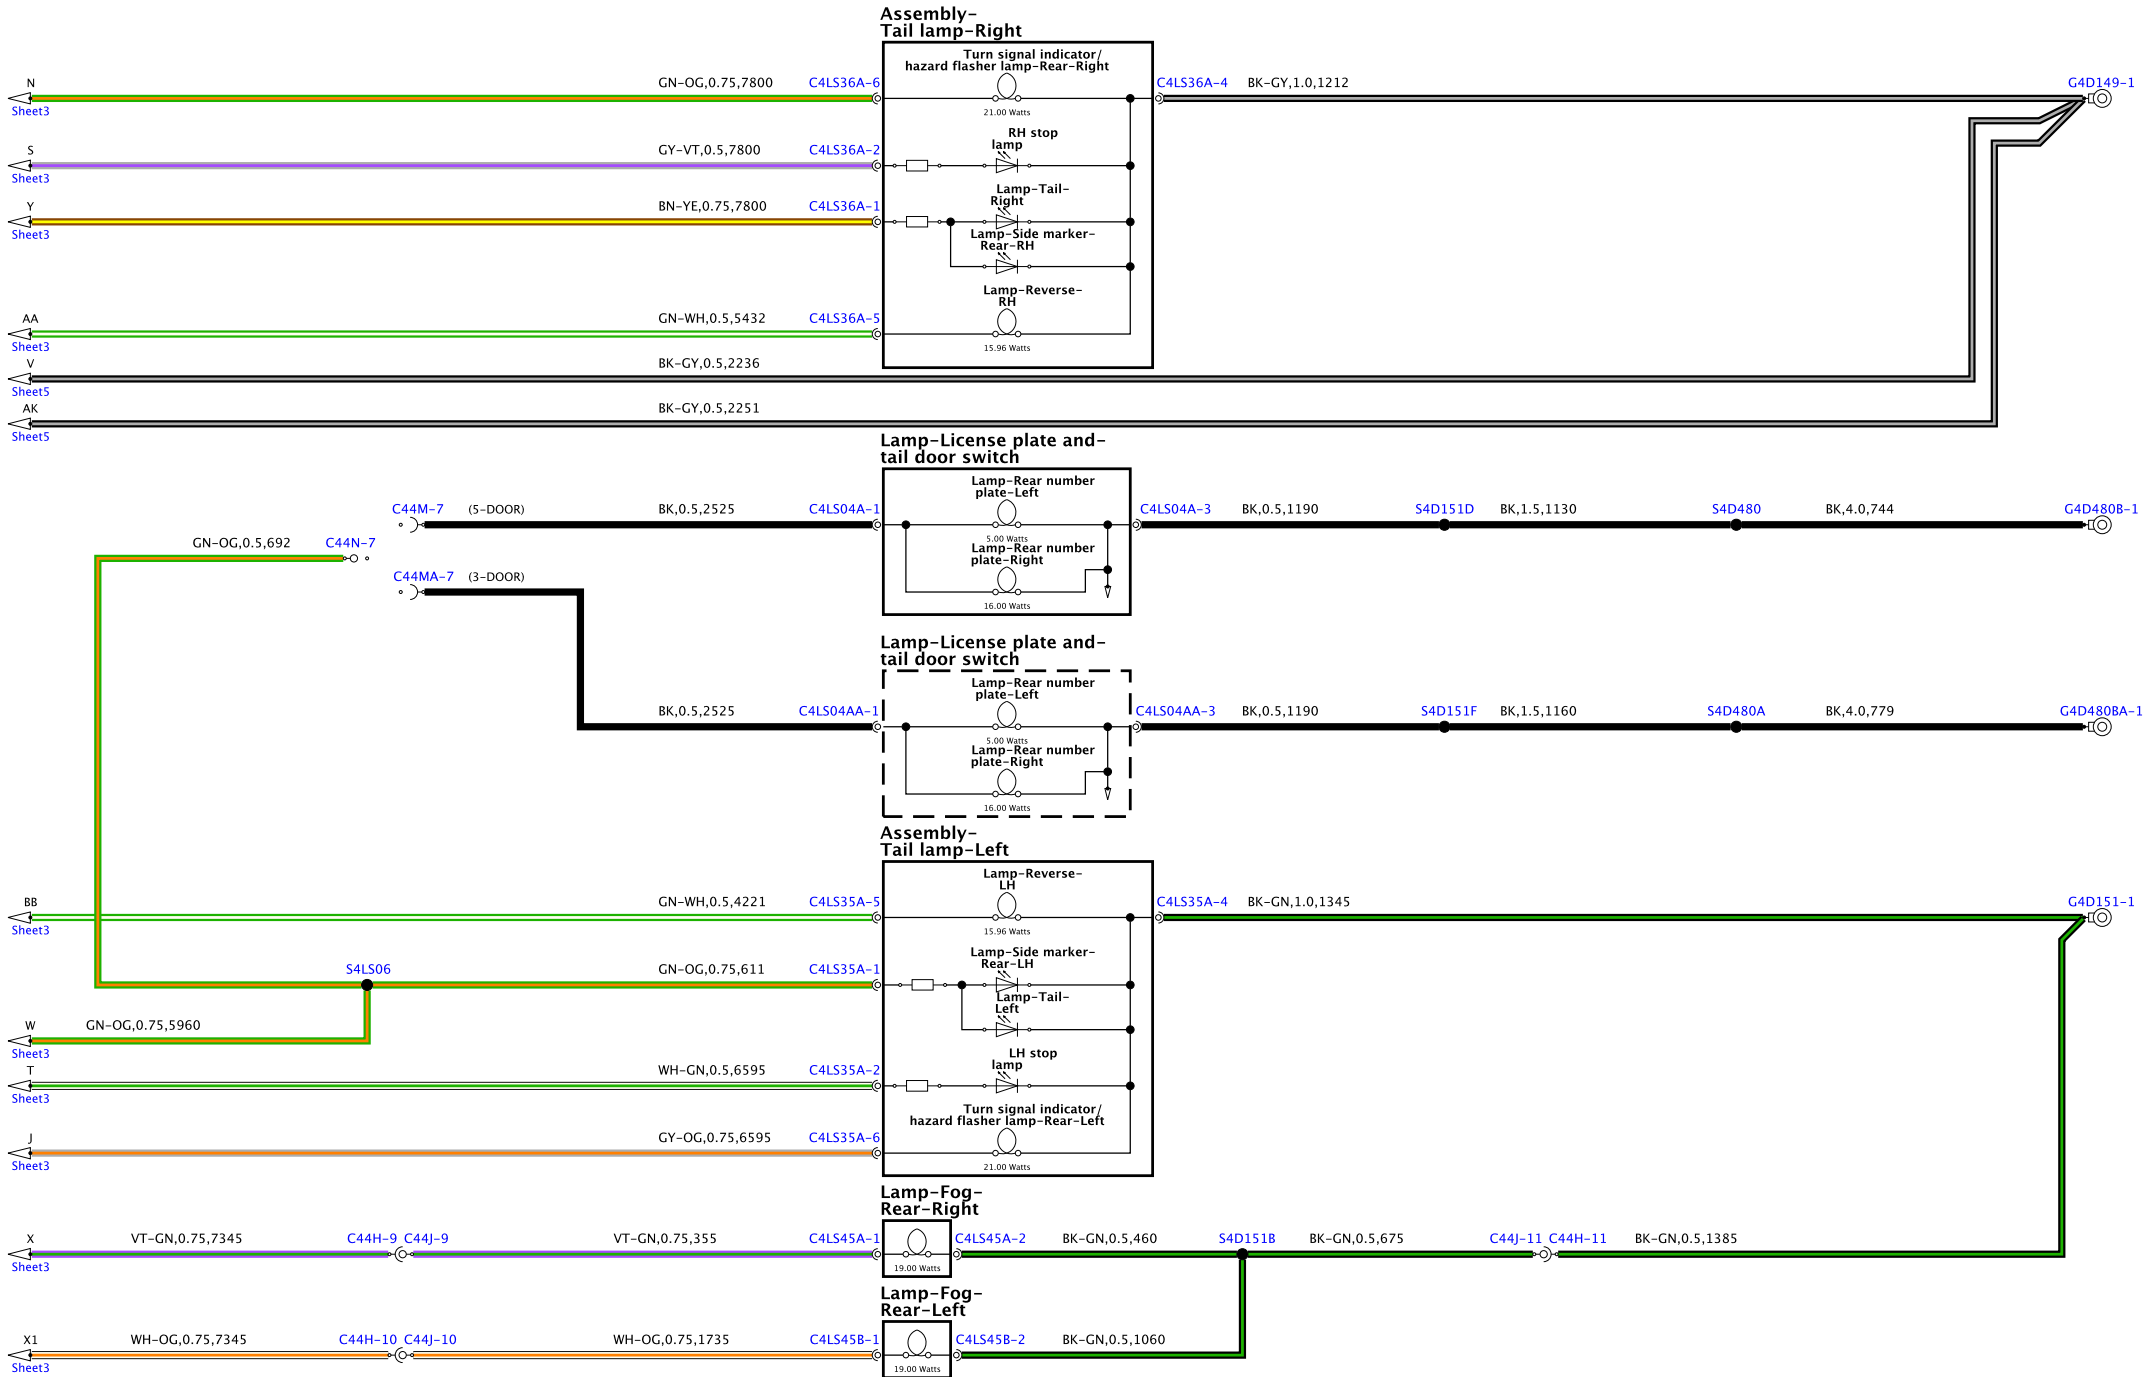 Assembly-
Tail lamp-Right
Turn signal indicator/
hazard flasher lamp-Rear-Right
N
GN-OG,0.75,7800
C4LS36A-6
C4LS36A-4
BK-GY,1.0,1212
G4D149-1
Sheet3
21.00 Watts
RH stop
lamp
S
GY-VT,0.5,7800
C4LS36A-2
Sheet3
Lamp-Tail-
Right
Y
BN-YE,0.75,7800
C4LS36A-1
Sheet3
Lamp-Side marker-
Rear-RH
Lamp-Reverse-
RH
AA
GN-WH,0.5,5432
C4LS36A-5
Sheet3
15.96 Watts
V
BK-GY,0.5,2236
Sheet5
AK
BK-GY,0.5,2251
Sheet5
Lamp-License plate and-
tail door switch
Lamp-Rear number
plate-Left
C44M-7
(5-DOOR)
BK,0.5,2525
C4LS04A-1
C4LS04A-3
BK,0.5,1190
S4D151D
BK,1.5,1130
S4D480
BK,4.0,744
G4D480B-1
5.00 Watts
GN-OG,0.5,692
C44N-7
Lamp-Rear number
plate-Right
C44MA-7
(3-DOOR)
16.00 Watts
Lamp-License plate and-
tail door switch
Lamp-Rear number
plate-Left
BK,0.5,2525
C4LS04AA-1
C4LS04AA-3
BK,0.5,1190
S4D151F
BK,1.5,1160
S4D480A
BK,4.0,779
G4D480BA-1
5.00 Watts
Lamp-Rear number
plate-Right
16.00 Watts
Assembly-
Tail lamp-Left
Lamp-Reverse-
LH
BB
GN-WH,0.5,4221
C4LS35A-5
C4LS35A-4
BK-GN,1.0,1345
G4D151-1
Sheet3
15.96 Watts
Lamp-Side marker-
Rear-LH
S4LS06
GN-OG,0.75,611
C4LS35A-1
Lamp-Tail-
Left
W
GN-OG,0.75,5960
Sheet3
LH stop
lamp
T
WH-GN,0.5,6595
C4LS35A-2
Sheet3
Turn signal indicator/
hazard flasher lamp-Rear-Left
J
GY-OG,0.75,6595
C4LS35A-6
Sheet3
21.00 Watts
Lamp-Fog-
Rear-Right
X
VT-GN,0.75,7345
C44H-9
C44J-9
VT-GN,0.75,355
C4LS45A-1
C4LS45A-2
BK-GN,0.5,460
S4D151B
BK-GN,0.5,675
C44J-11
C44H-11
BK-GN,0.5,1385
Sheet3
19.00 Watts
Lamp-Fog-
Rear-Left
X1
WH-OG,0.75,7345
C44H-10
C44J-10
WH-OG,0.75,1735
C4LS45B-1
C4LS45B-2
BK-GN,0.5,1060
Sheet3
19.00 Watts